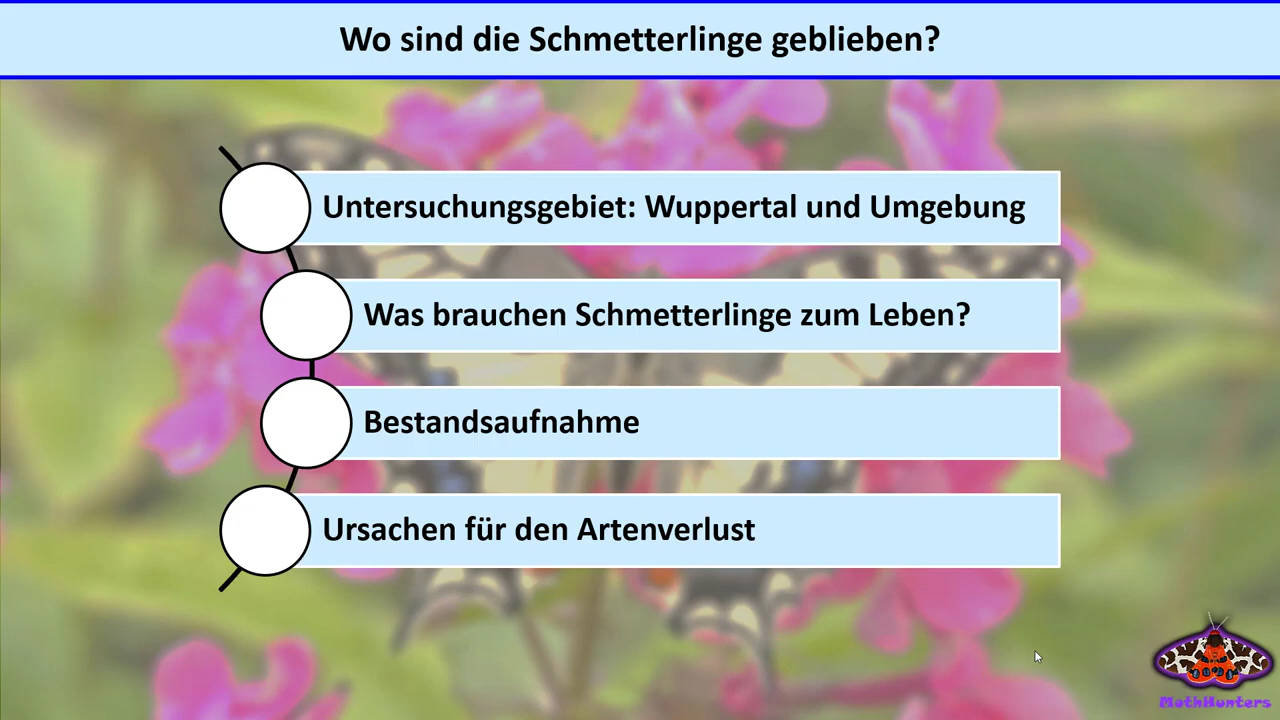 Wo sind die Schmetterlinge geblieben?
Untersuchungsgebiet: Wuppertal und Umgebung
Was brauchen Schmetterlinge zum Leben?
Bestandsaufnahme
Ursachen für den Artenverlust
MothHunters